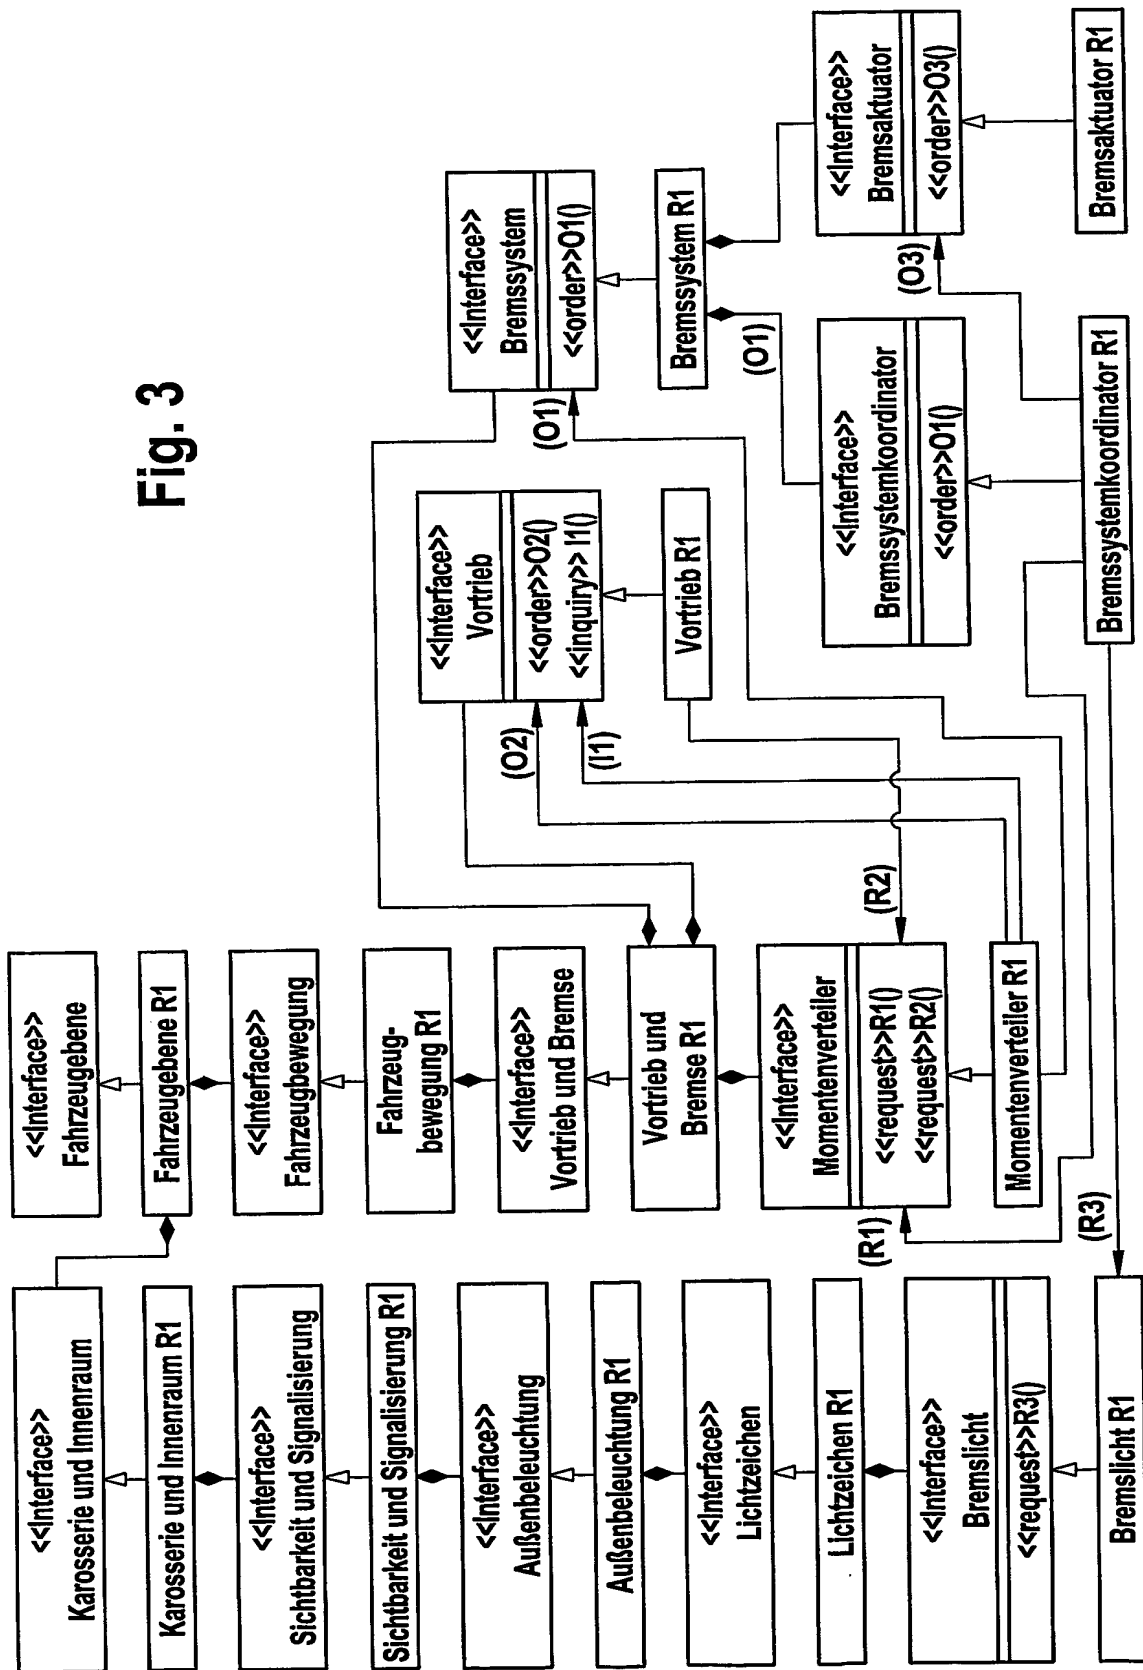 Fig. 3
<<Interface>>
Karosserie und Innenraum
Karosserie und Innenraum R1
<<Interface>>
Sichtbarkeit und Signalisierung
Sichtbarkeit und Signalisierung R1
<<Interface>>
Außenbeleuchtung
Außenbeleuchtung R1
<<Interface>>
Lichtzeichen
Lichtzeichen R1
<<Interface>>
Bremslicht
<<request>>R3()
Bremslicht R1
<<Interface>>
Fahrzeugebene
Fahrzeugebene R1
<<Interface>>
Fahrzeugbewegung
Fahrzeug-
bewegung R1
<<Interface>>
Vortrieb und Bremse
Vortrieb und
Bremse R1
<<Interface>>
Momentenverteiler
<<request>>R1()
<<request>>R2()
Momentenverteiler R1
(R1)
(R2)
(R3)
<<Interface>>
Vortrieb
<<order>>O2()
<<inquiry>> I1()
Vortrieb R1
(O2)
(I1)
<<Interface>>
Bremssystem
<<order>>O1()
Bremssystem R1
(O1)
(O1)
<<Interface>>
Bremssystemkoordinator
<<order>>O1()
Bremssystemkoordinator R1
(O3)
<<Interface>>
Bremsaktuator
<<order>>O3()
Bremsaktuator R1